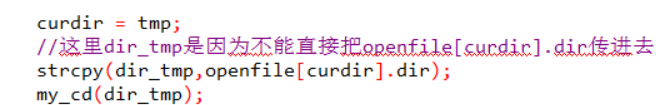 curdir = tmp;
//这里dir_tmp是因为不能直接把openfile[curdir].dir传进去
strcpy(dir_tmp,openfile[curdir].dir);
my_cd(dir_tmp);